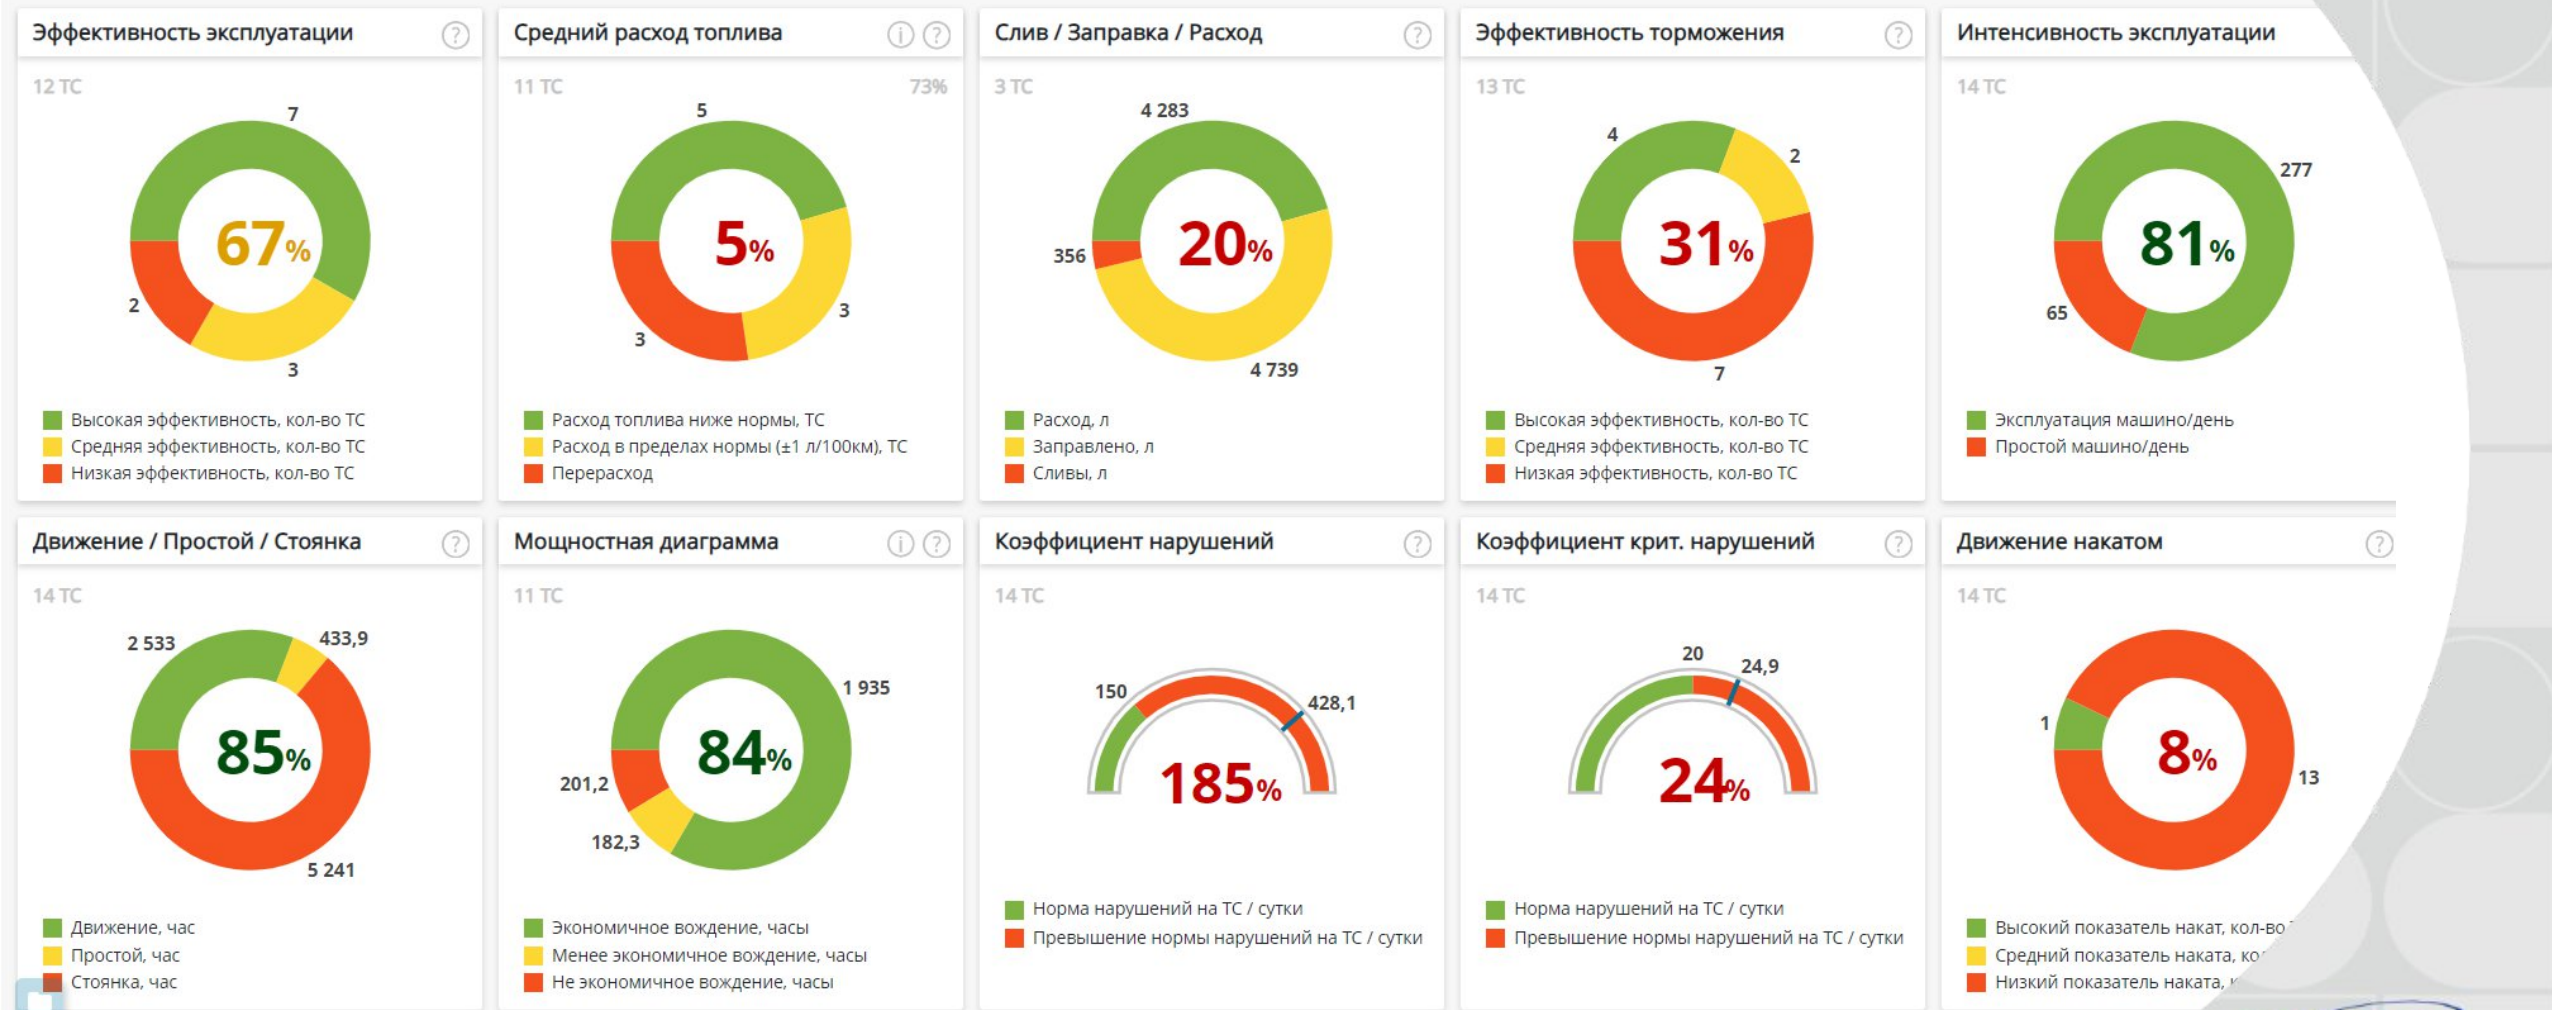 Эффективность эксплуатации
12 ТС
7
67%
2
3
Высокая эффективность, кол-во ТС
Средняя эффективность, кол-во ТС
Низкая эффективность, кол-во ТС
Средний расход топлива
11 ТС
73%
5
5%
3
3
Расход топлива ниже нормы, ТС
Расход в пределах нормы (±1 л/100км), ТС
Перерасход
Слив / Заправка / Расход
3 ТС
4 283
20%
356
4 739
Расход, л
Заправлено, л
Сливы, л
Эффективность торможения
13 ТС
4
2
31%
7
Высокая эффективность, кол-во ТС
Средняя эффективность, кол-во ТС
Низкая эффективность, кол-во ТС
Интенсивность эксплуатации
14 ТС
277
81%
65
Эксплуатация машино/день
Простой машино/день
Движение / Простой / Стоянка
14 ТС
2 533
433,9
85%
5 241
Движение, час
Простой, час
Стоянка, час
Мощностная диаграмма
11 ТС
1 935
84%
201,2
182,3
Экономичное вождение, часы
Менее экономичное вождение, часы
Не экономичное вождение, часы
Коэффициент нарушений
14 ТС
150
428,1
185%
Норма нарушений на ТС / сутки
Превышение нормы нарушений на ТС / сутки
Коэффициент крит. нарушений
14 ТС
20
24,9
24%
Норма нарушений на ТС / сутки
Превышение нормы нарушений на ТС / сутки
Движение накатом
14 ТС
1
8%
13
Высокий показатель накат, кол-во
Средний показатель наката,
Низкий показатель наката,